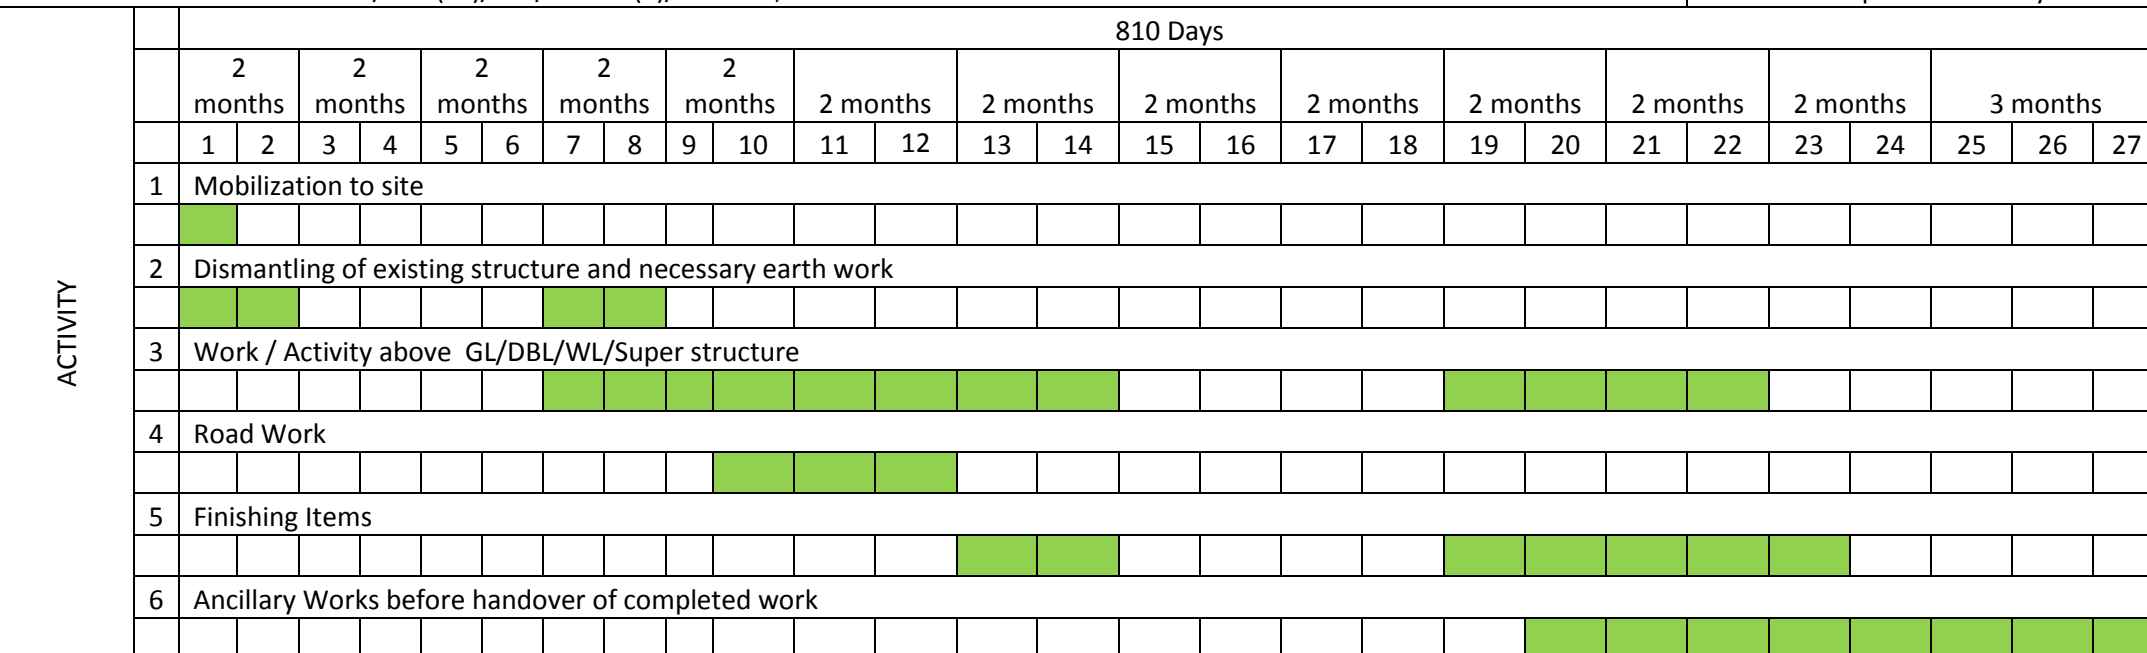 810 Days
2 months 2 months 2 months 2 months 2 months 2 months 2 months 2 months 2 months 2 months 2 months 2 months 3 months
1 2 3 4 5 6 7 8 9 10 11 12 13 14 15 16 17 18 19 20 21 22 23 24 25 26 27
ACTIVITY
1 Mobilization to site
2 Dismantling of existing structure and necessary earth work
3 Work / Activity above GL/DBL/WL/Super structure
4 Road Work
5 Finishing Items
6 Ancillary Works before handover of completed work